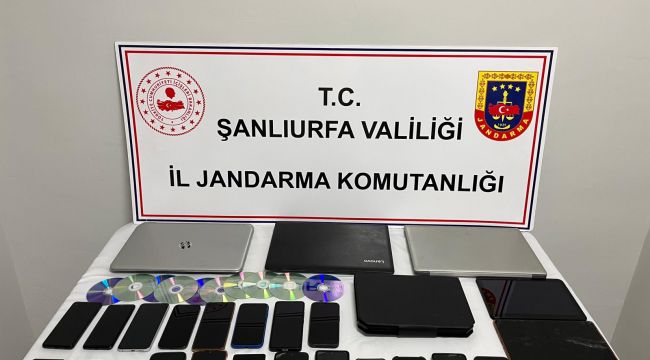 T.C.
ŞANLIURFA VALİLİĞİ
İL JANDARMA KOMUTANLIĞI
JANDARMA
Lenovo